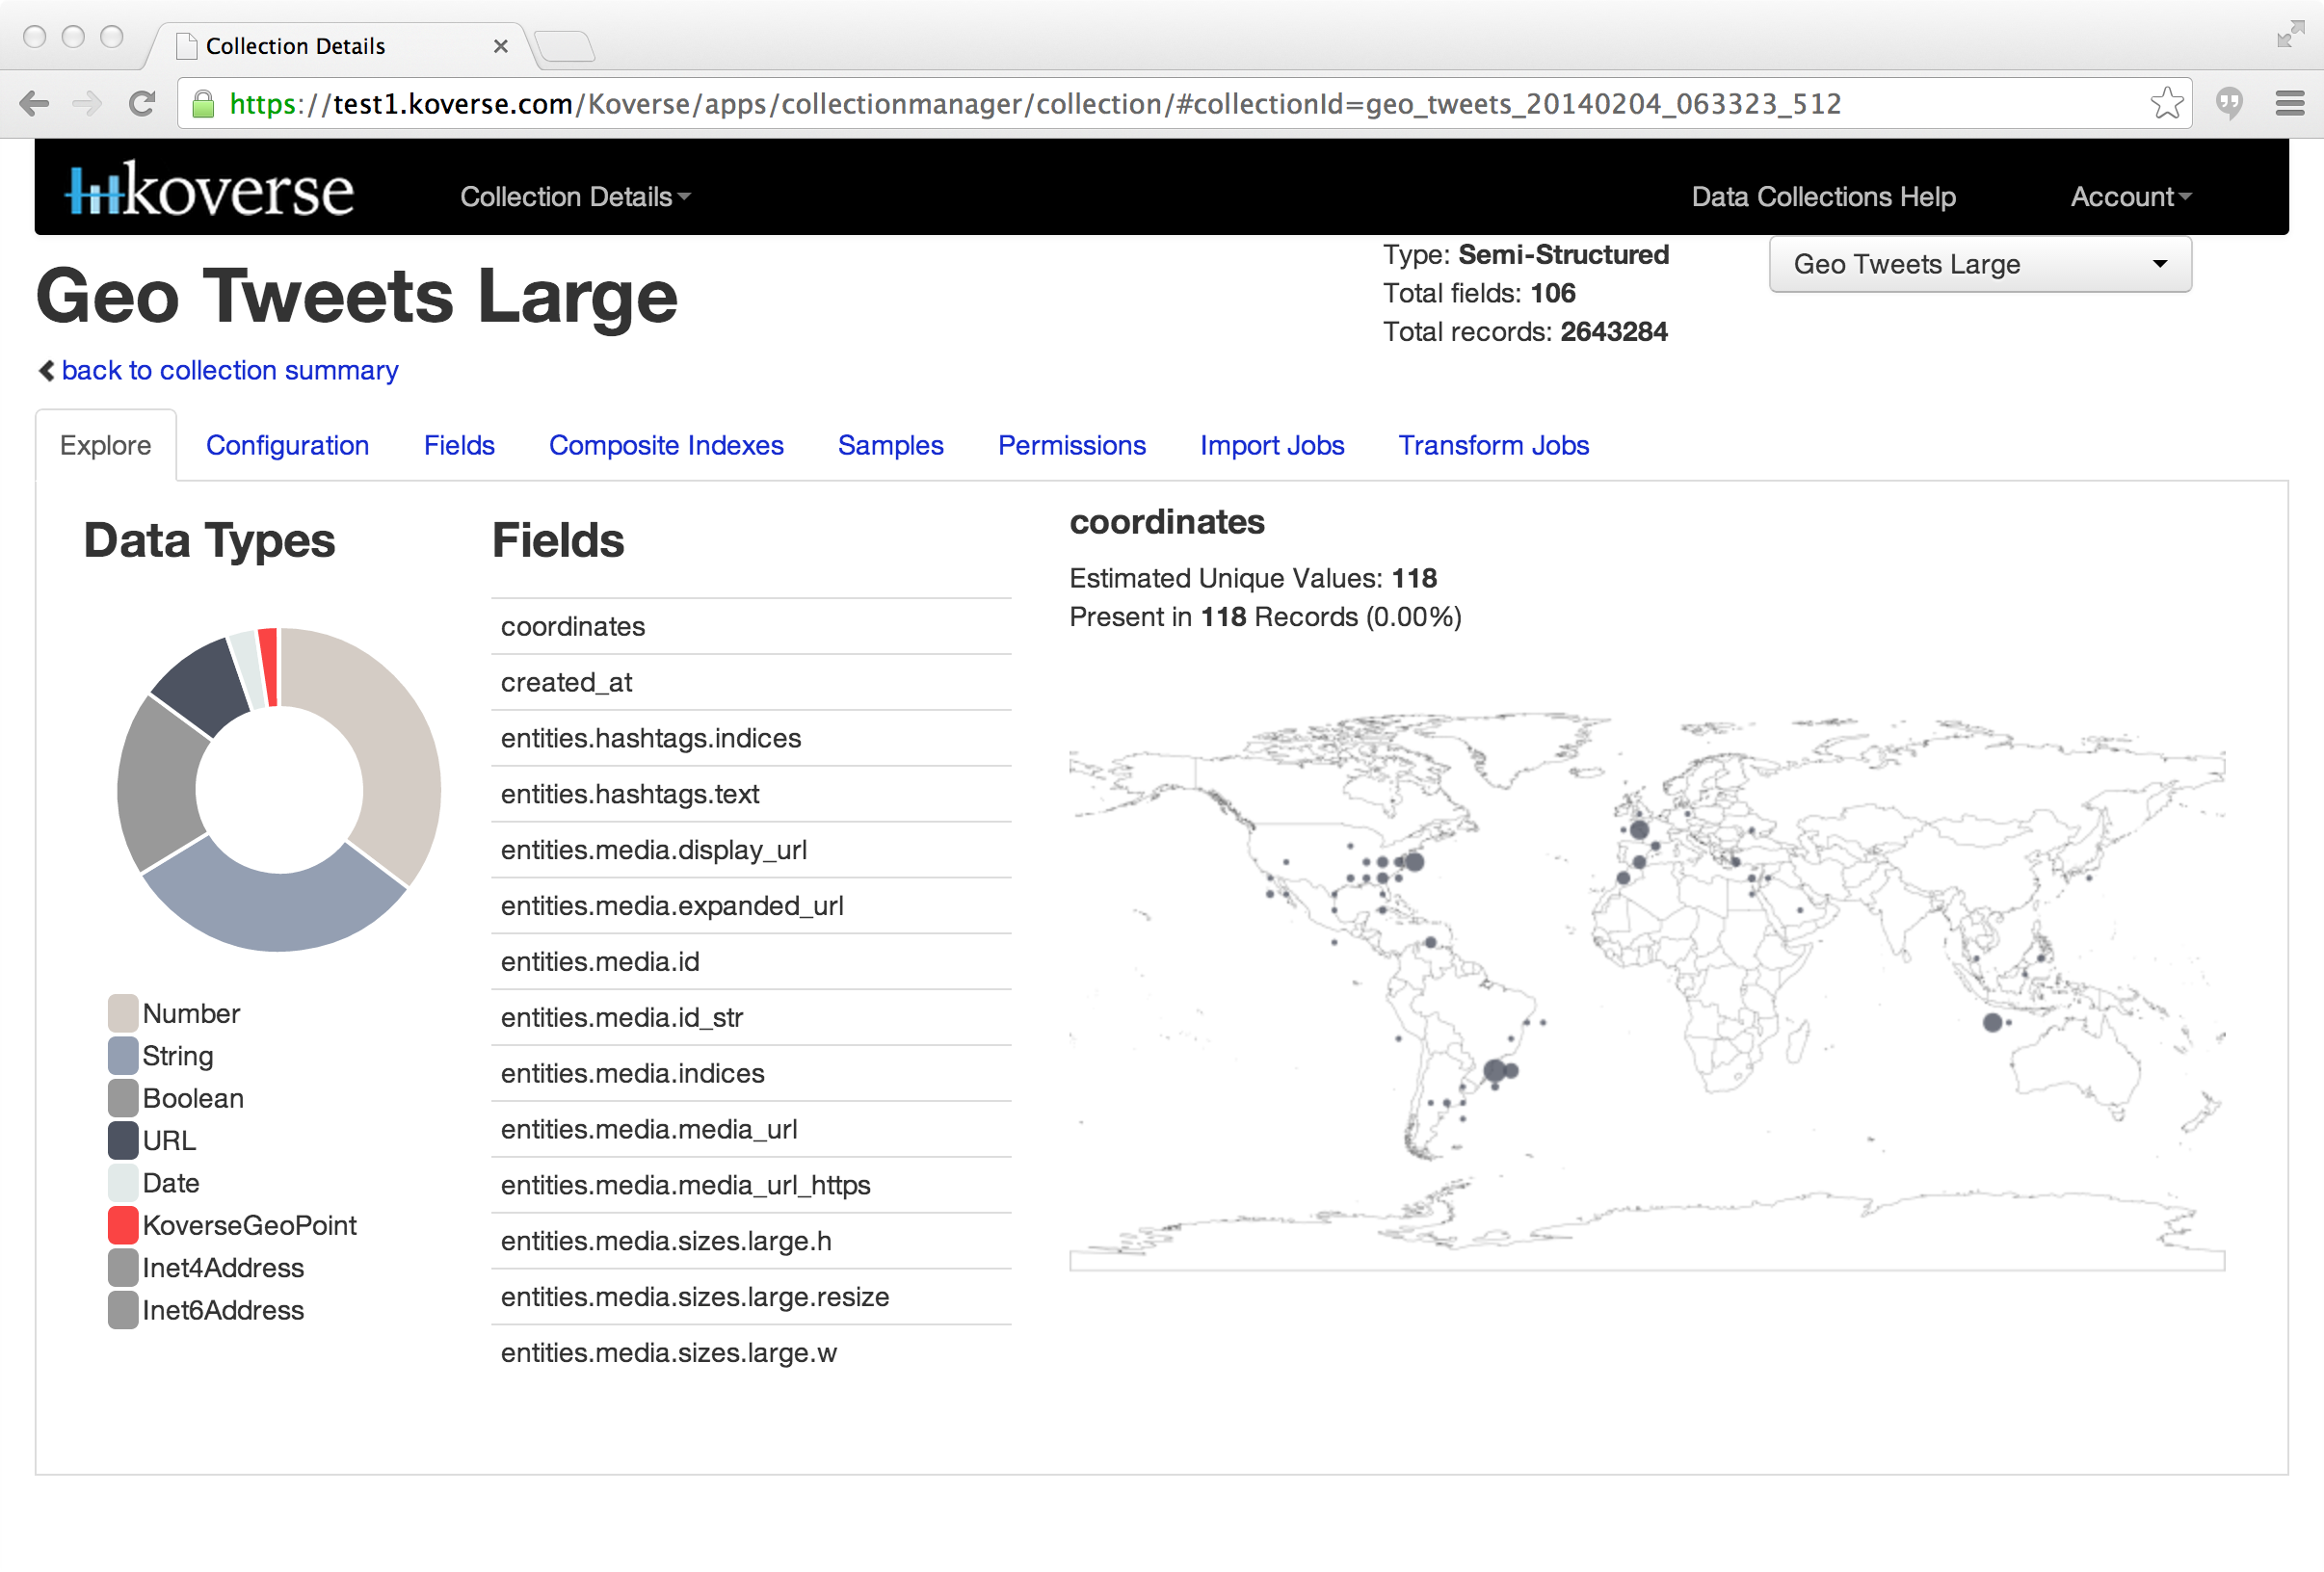 Collection Details
https://test1.koverse.com/Koverse/apps/collectionmanager/collection/#collectionId=geo_tweets_20140204_063323_512
koverse
Collection Details
Data Collections Help
Account
Geo Tweets Large
Type: Semi-Structured
Total fields: 106
Total records: 2643284
Geo Tweets Large
back to collection summary
Explore
Configuration
Fields
Composite Indexes
Samples
Permissions
Import Jobs
Transform Jobs
Data Types
Number
String
Boolean
URL
Date
KoverseGeoPoint
Inet4Address
Inet6Address
Fields
coordinates
created_at
entities.hashtags.indices
entities.hashtags.text
entities.media.display_url
entities.media.expanded_url
entities.media.id
entities.media.id_str
entities.media.indices
entities.media.media_url
entities.media.media_url_https
entities.media.sizes.large.h
entities.media.sizes.large.resize
entities.media.sizes.large.w
coordinates
Estimated Unique Values: 118
Present in 118 Records (0.00%)